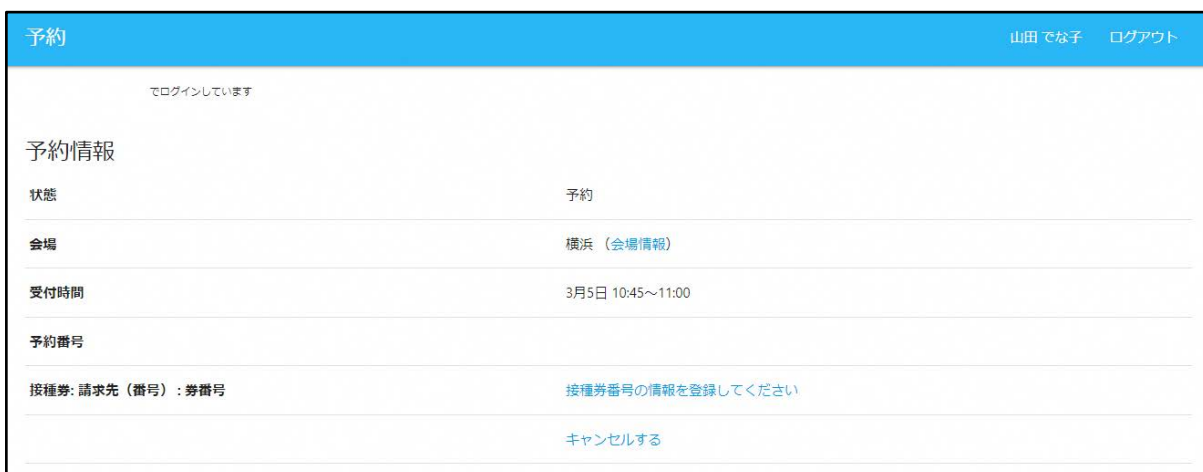 予約 山田 でな子 ログアウト
でログインしています
予約情報
状態 予約
会場 横浜 （会場情報）
受付時間 3月5日 10:45～11:00
予約番号
接種券: 請求先（番号）: 券番号 接種券番号の情報を登録してください
キャンセルする